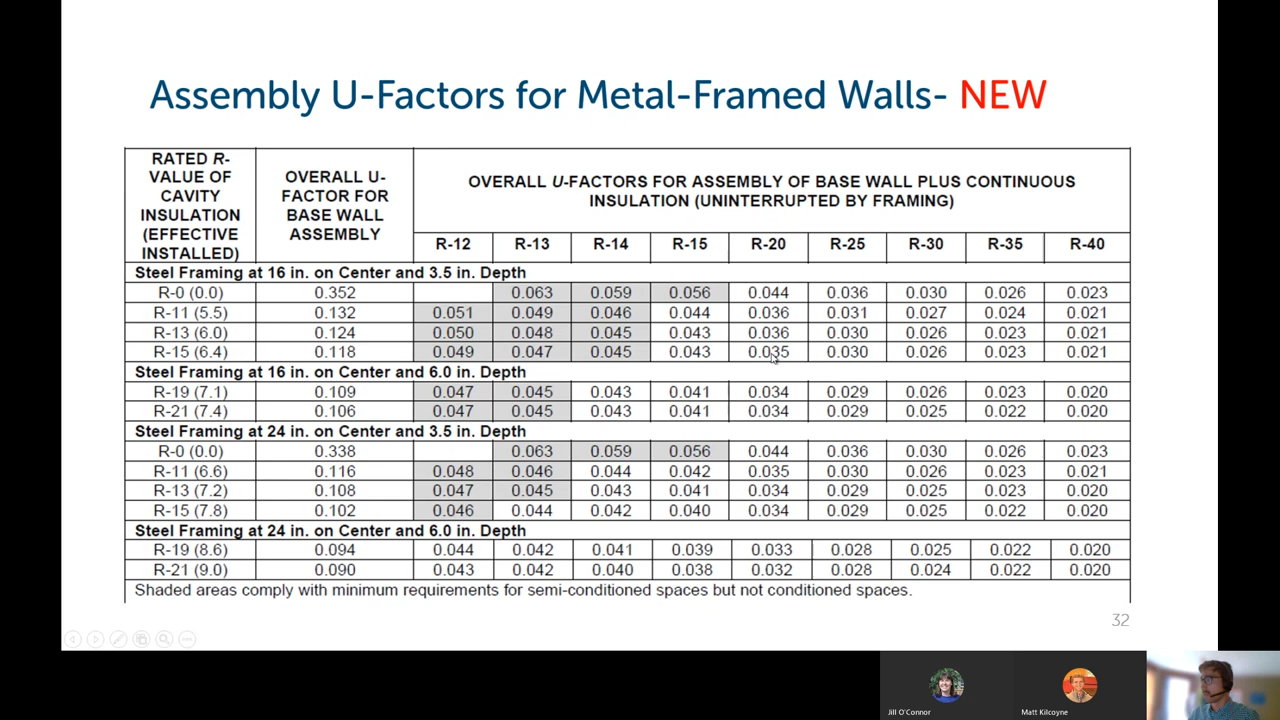 Assembly U-Factors for Metal-Framed Walls- NEW
RATED R-
VALUE OF
CAVITY
INSULATION
(EFFECTIVE
INSTALLED)
OVERALL U-
FACTOR FOR
BASE WALL
ASSEMBLY
OVERALL U-FACTORS FOR ASSEMBLY OF BASE WALL PLUS CONTINUOUS
INSULATION (UNINTERRUPTED BY FRAMING)
R-12 R-13 R-14 R-15 R-20 R-25 R-30 R-35 R-40
Steel Framing at 16 in. on Center and 3.5 in. Depth
R-0 (0.0) 0.352 0.063 0.059 0.056 0.044 0.036 0.030 0.026 0.023
R-11 (5.5) 0.132 0.051 0.049 0.046 0.044 0.036 0.031 0.027 0.024 0.021
R-13 (6.0) 0.124 0.050 0.048 0.045 0.043 0.036 0.030 0.026 0.023 0.021
R-15 (6.4) 0.118 0.049 0.047 0.045 0.043 0.035 0.030 0.026 0.023 0.021
Steel Framing at 16 in. on Center and 6.0 in. Depth
R-19 (7.1) 0.109 0.047 0.045 0.043 0.041 0.034 0.029 0.026 0.023 0.020
R-21 (7.4) 0.106 0.047 0.045 0.043 0.041 0.034 0.029 0.025 0.022 0.020
Steel Framing at 24 in. on Center and 3.5 in. Depth
R-0 (0.0) 0.338 0.063 0.059 0.056 0.044 0.036 0.030 0.026 0.023
R-11 (6.6) 0.116 0.048 0.046 0.044 0.042 0.035 0.030 0.026 0.023 0.021
R-13 (7.2) 0.108 0.047 0.045 0.043 0.041 0.034 0.029 0.025 0.023 0.020
R-15 (7.8) 0.102 0.046 0.044 0.042 0.040 0.034 0.029 0.025 0.022 0.020
Steel Framing at 24 in. on Center and 6.0 in. Depth
R-19 (8.6) 0.094 0.044 0.042 0.041 0.039 0.033 0.028 0.025 0.022 0.020
R-21 (9.0) 0.090 0.043 0.042 0.040 0.038 0.032 0.028 0.024 0.022 0.020
Shaded areas comply with minimum requirements for semi-conditioned spaces but not conditioned spaces.
32
Jill O'Connor
Matt Kilcoyne